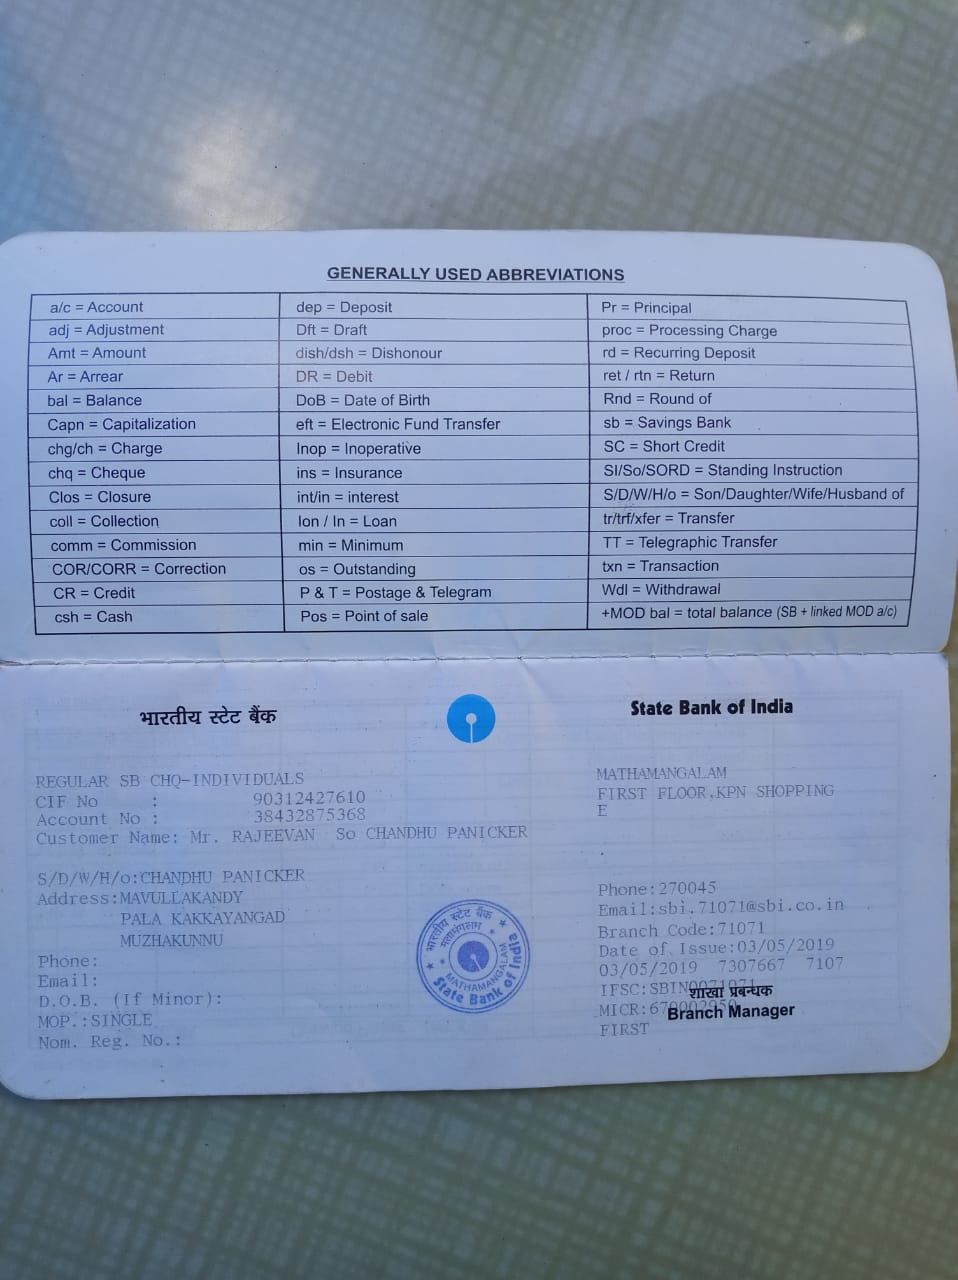 GENERALLY USED ABBREVIATIONS
a/c = Account
adj = Adjustment
Amt = Amount
Ar = Arrear
bal = Balance
Capn = Capitalization
chg/ch = Charge
chq = Cheque
Clos = Closure
coll = Collection
comm = Commission
COR/CORR = Correction
CR = Credit
csh = Cash
dep = Deposit
Dft = Draft
dish/dsh = Dishonour
DR = Debit
DoB = Date of Birth
eft = Electronic Fund Transfer
Inop = Inoperative
ins = Insurance
int/in = interest
lon / ln = Loan
min = Minimum
os = Outstanding
P & T = Postage & Telegram
Pos = Point of sale
Pr = Principal
proc = Processing Charge
rd = Recurring Deposit
ret / rtn = Return
Rnd = Round of
sb = Savings Bank
SC = Short Credit
SI/So/SORD = Standing Instruction
S/D/W/H/o = Son/Daughter/Wife/Husband of
tr/trf/xfer = Transfer
TT = Telegraphic Transfer
txn = Transaction
Wdl = Withdrawal
+MOD bal = total balance (SB + linked MOD a/c)
भारतीय स्टेट बैंक
State Bank of India
REGULAR SB CHQ-INDIVIDUALS
CIF No : 90312427610
Account No : 38432875368
Customer Name: Mr. RAJEEVAN So CHANDHU PANICKER
S/D/W/H/o:CHANDHU PANICKER
Address:MAVULLAKANDY
PALA KAKKAYANGAD
MUZHAKUNNU
Phone:
Email:
D.O.B. (If Minor):
MOP.:SINGLE
Nom. Reg. No.:
भारतीय स्टेट बैंक
मातमंगलम
MATHAMANGALAM
State Bank of India
MATHAMANGALAM
FIRST FLOOR,KPN SHOPPING
E
Phone:270045
Email:sbi.71071@sbi.co.in
Branch Code:71071
Date of Issue:03/05/2019
03/05/2019 7307667 7107
IFSC:
शाखा प्रबन्धक
MICR:
Branch Manager
FIRST